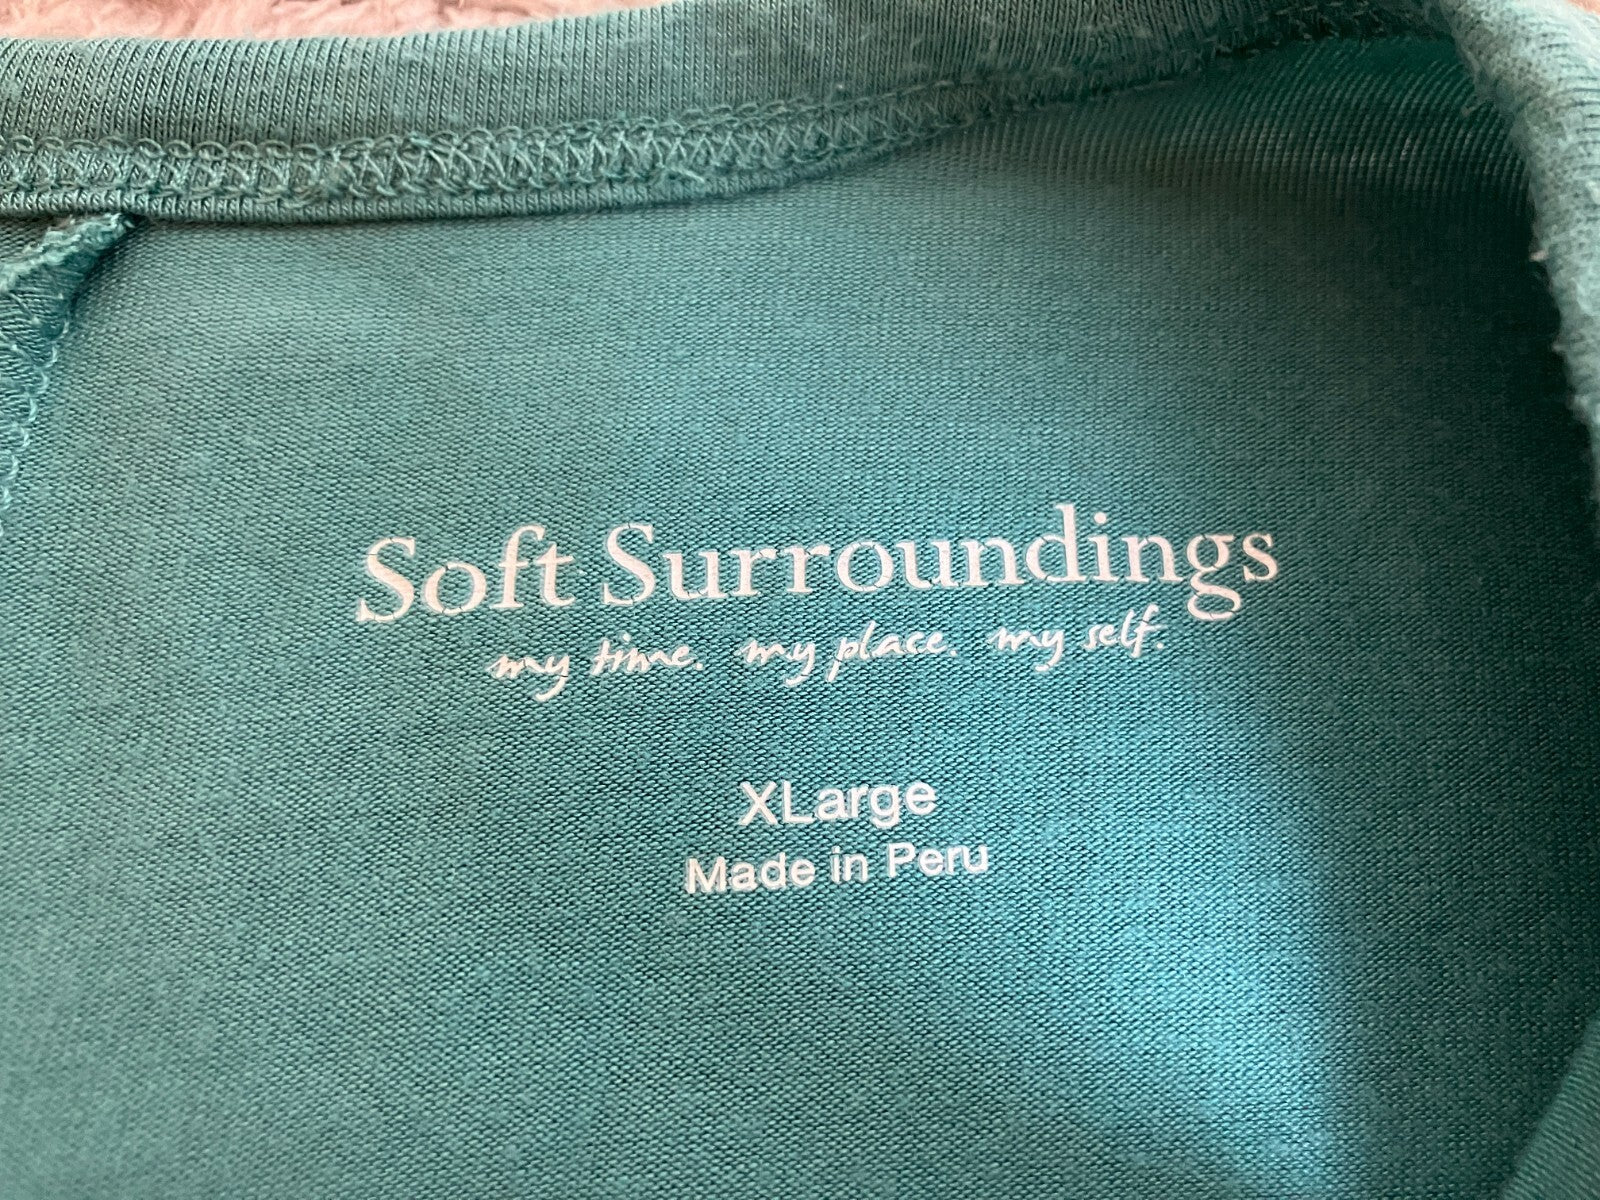 Soft Surroundings
my time. my place. my self.
XLarge
Made in Peru